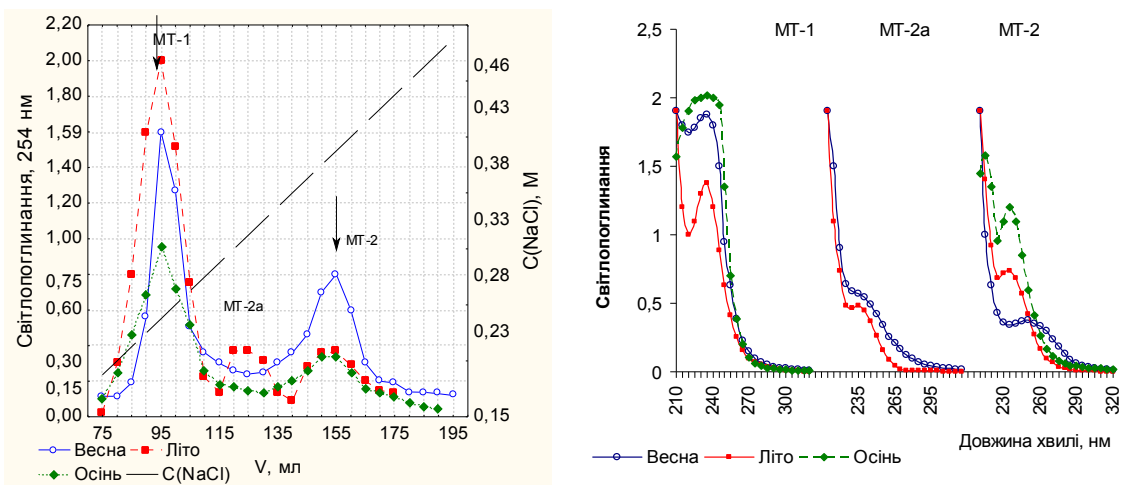 Світлопоглинання, 254 нм
2,20
2,00
1,80
1,59
1,40
1,20
1,00
0,75
0,60
0,30
0,15
0,00
МТ-1
МТ-2а
МТ-2
0,46
0,43
0,38
0,33
0,28
0,23
0,15
C(NaCl), M
75 95 115 135 155 175 195
V, мл
Весна Літо
Осінь C(NaCl)
МТ-1 МТ-2а МТ-2
Світлопоглинання
2,5
2
1,5
1
0,5
0
210 240 270 300 235 265 295 230 260 290 320
Довжина хвилі, нм
Весна Літо Осінь